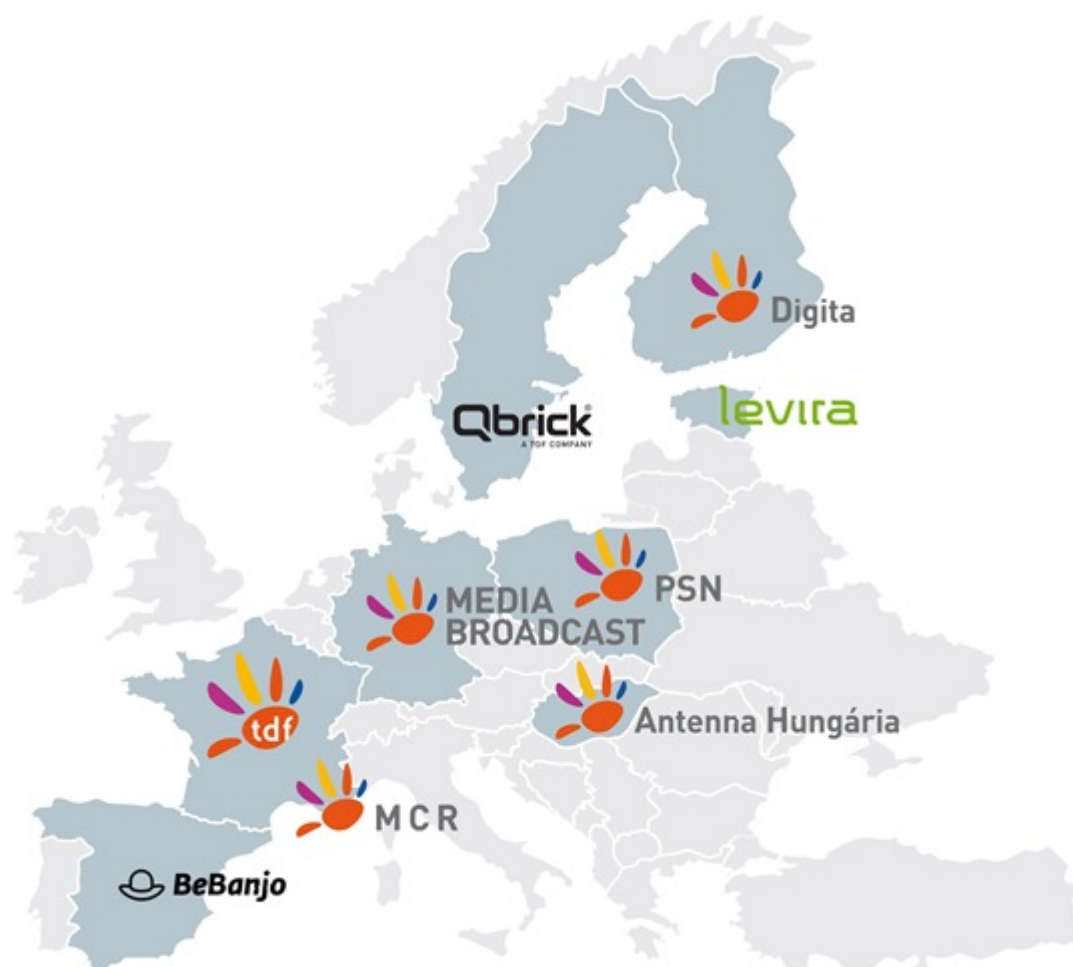 Digita
levira
Qbrick®
A TDF COMPANY
PSN
MEDIA
BROADCAST
tdf
Antenna Hungária
MCR
BeBanjo